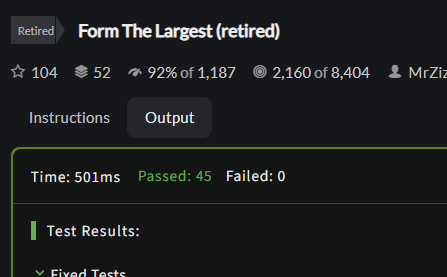 Retired Form The Largest (retired)
104 52 92% of 1,187 2,160 of 8,404 MrZiz
Instructions Output
Time: 501ms Passed: 45 Failed: 0
Test Results:
Fixed Tests